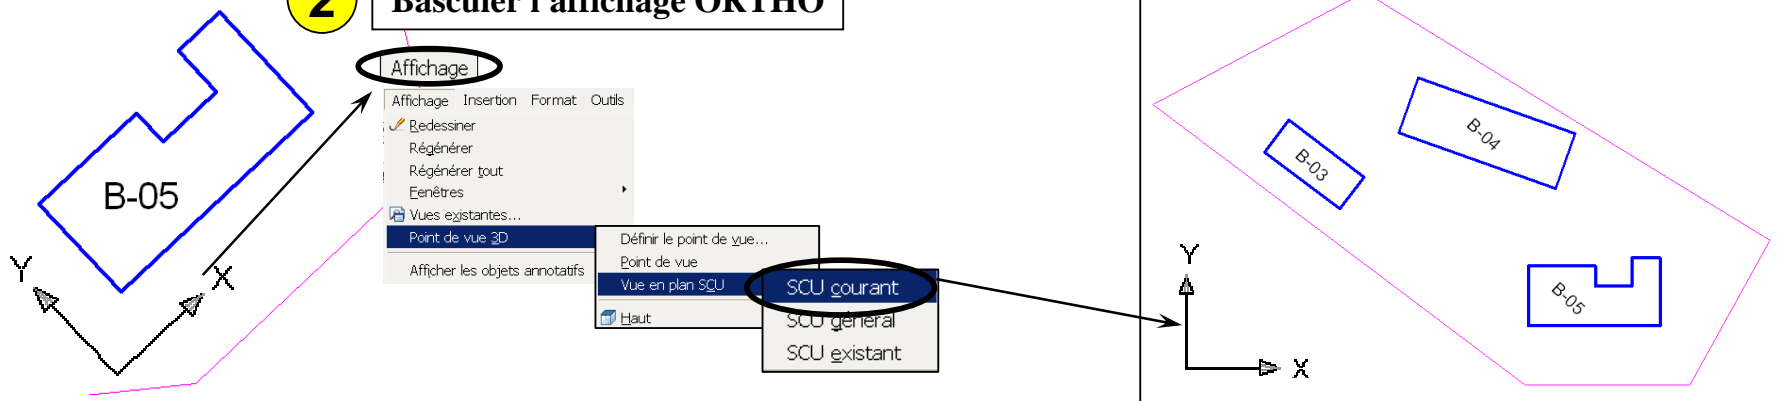 2 Basculer l'affichage ORTHO
Affichage
Affichage Insertion Format Outils
Redessiner
Régénérer
Régénérer tout
Fenêtres
Vues existantes...
Point de vue 3D
Afficher les objets annotatifs
Définir le point de vue...
Point de vue
Vue en plan SCU
Haut
SCU courant
SCU général
SCU existant
B-05
Y
X
B-04
B-03
B-05
Y
X